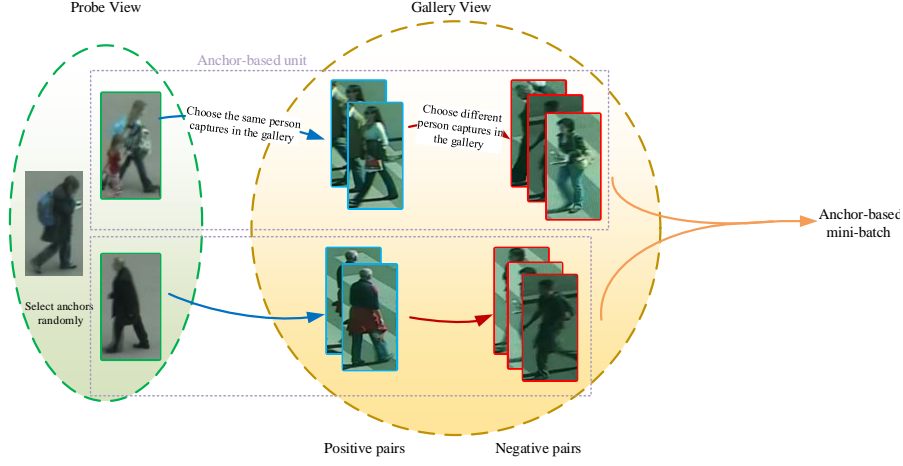 Probe View
Gallery View
Anchor-based unit
Choose the same person
captures in the gallery
Choose different
person captures in
the gallery
Anchor-based
mini-batch
Select anchors
randomly
Positive pairs
Negative pairs